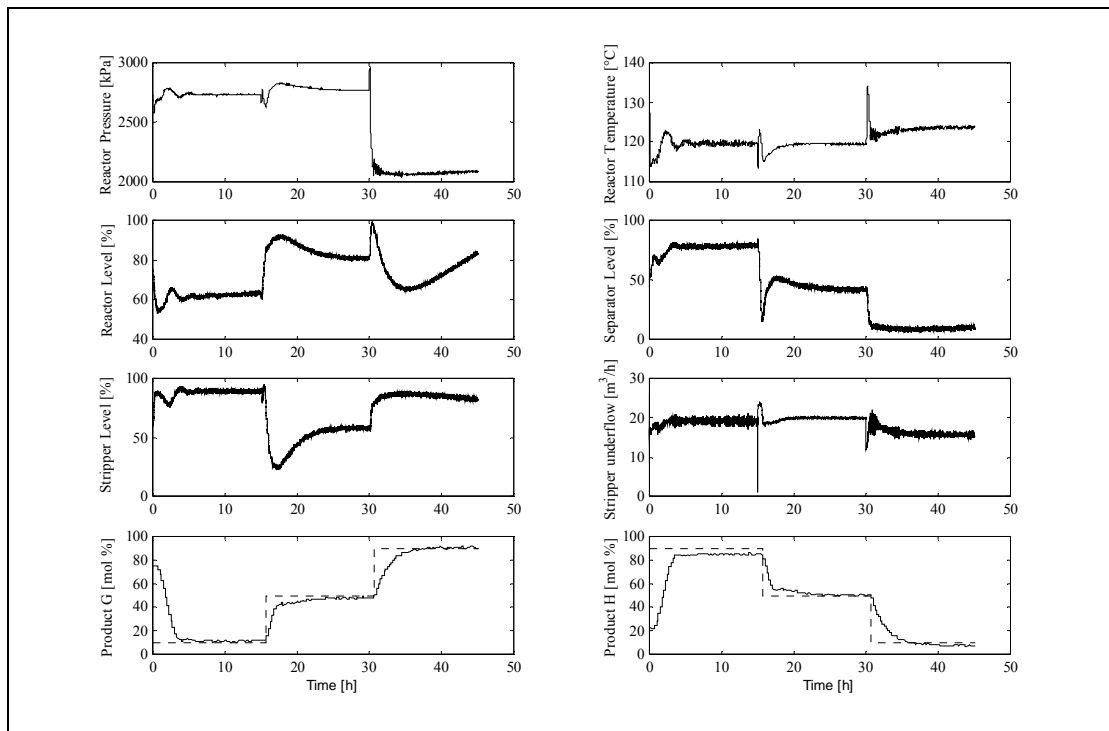 Reactor Pressure [kPa]
3000
2500
2000
0 10 20 30 40 50
Reactor Temperature [°C]
140
130
120
110
0 10 20 30 40 50
Reactor Level [%]
100
80
60
40
0 10 20 30 40 50
Separator Level [%]
100
50
0
0 10 20 30 40 50
Stripper Level [%]
100
50
0
0 10 20 30 40 50
Stripper underflow [m³/h]
30
20
10
0
0 10 20 30 40 50
Product G [mol %]
100
80
60
40
20
0
0 10 20 30 40 50
Time [h]
Product H [mol %]
100
80
60
40
20
0
0 10 20 30 40 50
Time [h]